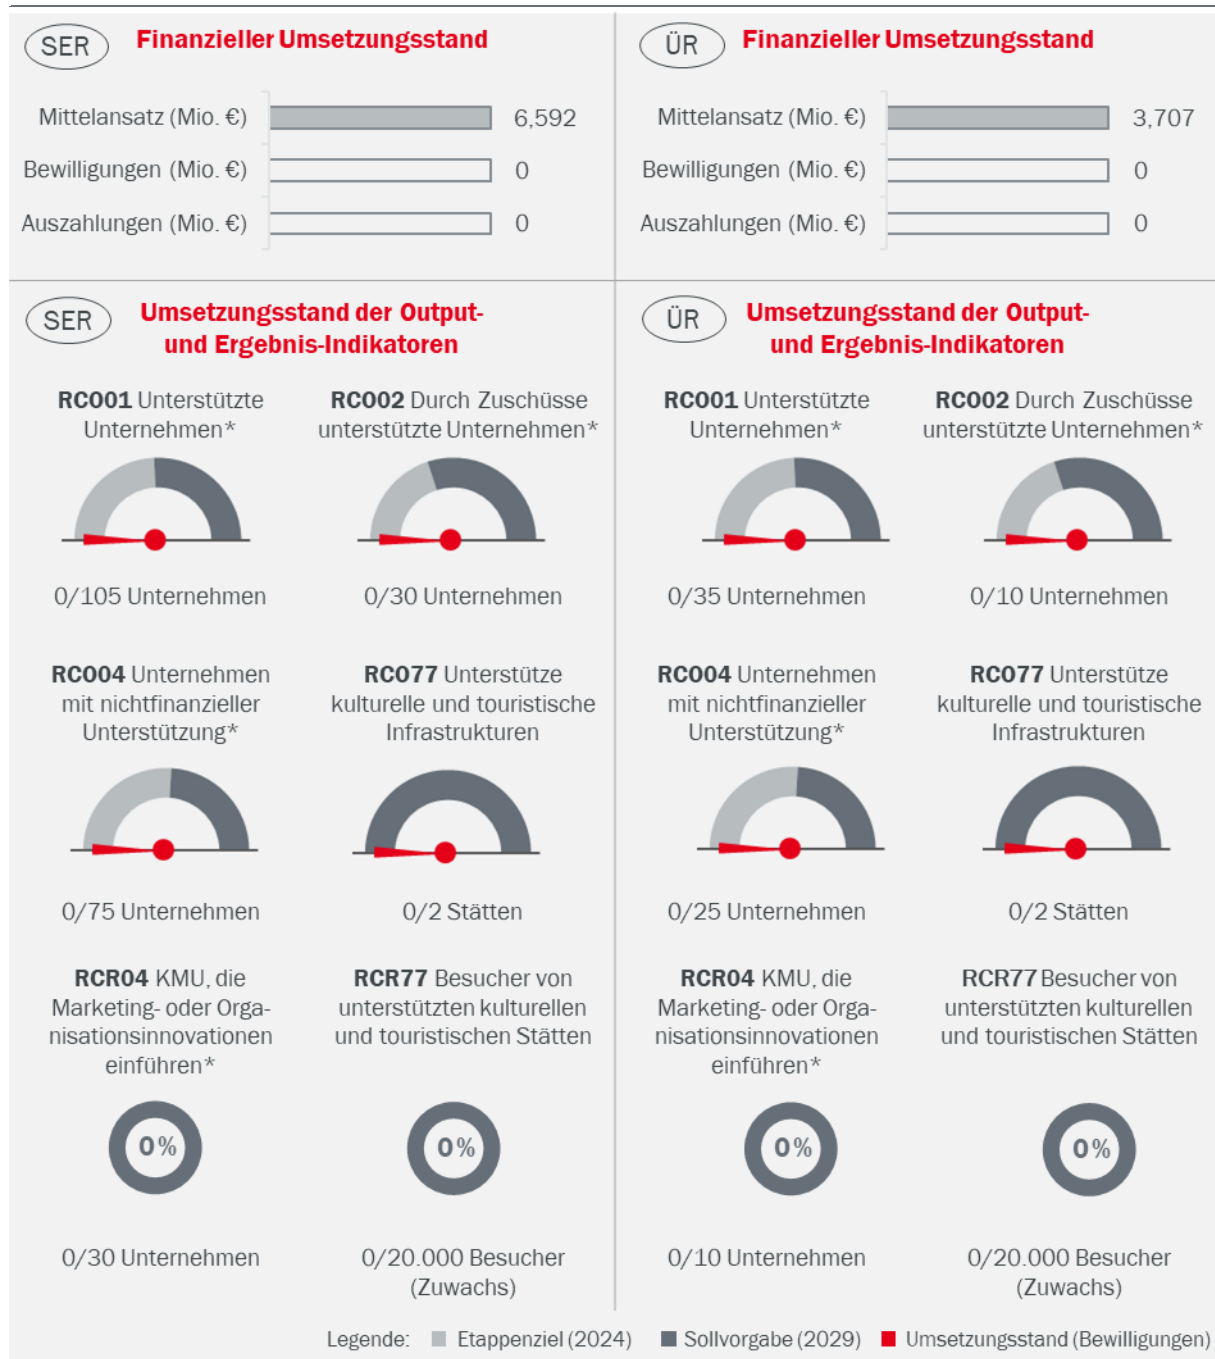 SER
Finanzieller Umsetzungsstand
Mittelansatz (Mio. €)
6,592
Bewilligungen (Mio. €)
0
Auszahlungen (Mio. €)
0
ÜR
Finanzieller Umsetzungsstand
Mittelansatz (Mio. €)
3,707
Bewilligungen (Mio. €)
0
Auszahlungen (Mio. €)
0
SER
Umsetzungsstand der Output-
und Ergebnis-Indikatoren
RCO01 Unterstützte
Unternehmen*
0/105 Unternehmen
RCO02 Durch Zuschüsse
unterstützte Unternehmen*
0/30 Unternehmen
RCO04 Unternehmen
mit nichtfinanzieller
Unterstützung*
0/75 Unternehmen
RCO77 Unterstütze
kulturelle und touristische
Infrastrukturen
0/2 Stätten
RCR04 KMU, die
Marketing- oder Orga-
nisationsinnovationen
einführen*
0%
0/30 Unternehmen
RCR77 Besucher von
unterstützten kulturellen
und touristischen Stätten
0%
0/20.000 Besucher
(Zuwachs)
ÜR
Umsetzungsstand der Output-
und Ergebnis-Indikatoren
RCO01 Unterstützte
Unternehmen*
0/35 Unternehmen
RCO02 Durch Zuschüsse
unterstützte Unternehmen*
0/10 Unternehmen
RCO04 Unternehmen
mit nichtfinanzieller
Unterstützung*
0/25 Unternehmen
RCO77 Unterstütze
kulturelle und touristische
Infrastrukturen
0/2 Stätten
RCR04 KMU, die
Marketing- oder Orga-
nisationsinnovationen
einführen*
0%
0/10 Unternehmen
RCR77 Besucher von
unterstützten kulturellen
und touristischen Stätten
0%
0/20.000 Besucher
(Zuwachs)
Legende: Etappenziel (2024) Sollvorgabe (2029) Umsetzungsstand (Bewilligungen)